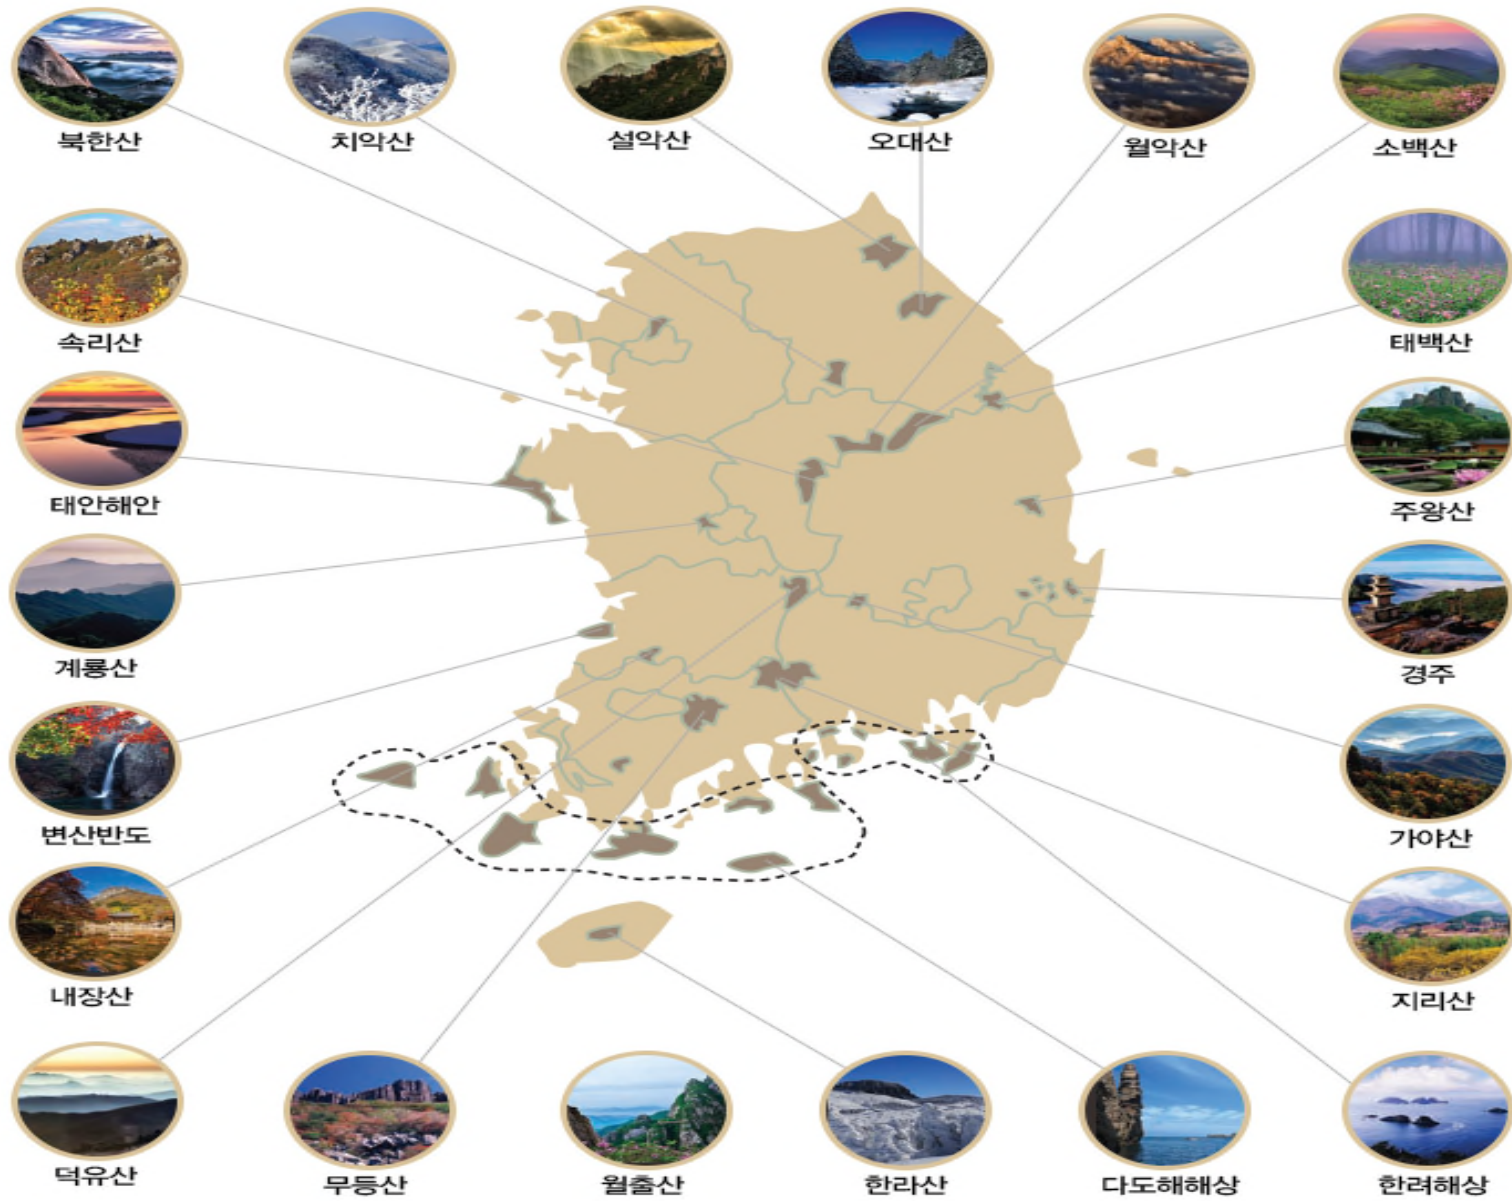 북한산
치악산
설악산
오대산
월악산
소백산
속리산
태백산
태안해안
주왕산
계룡산
경주
변산반도
가야산
내장산
지리산
덕유산
무등산
월출산
한라산
다도해해상
한려해상